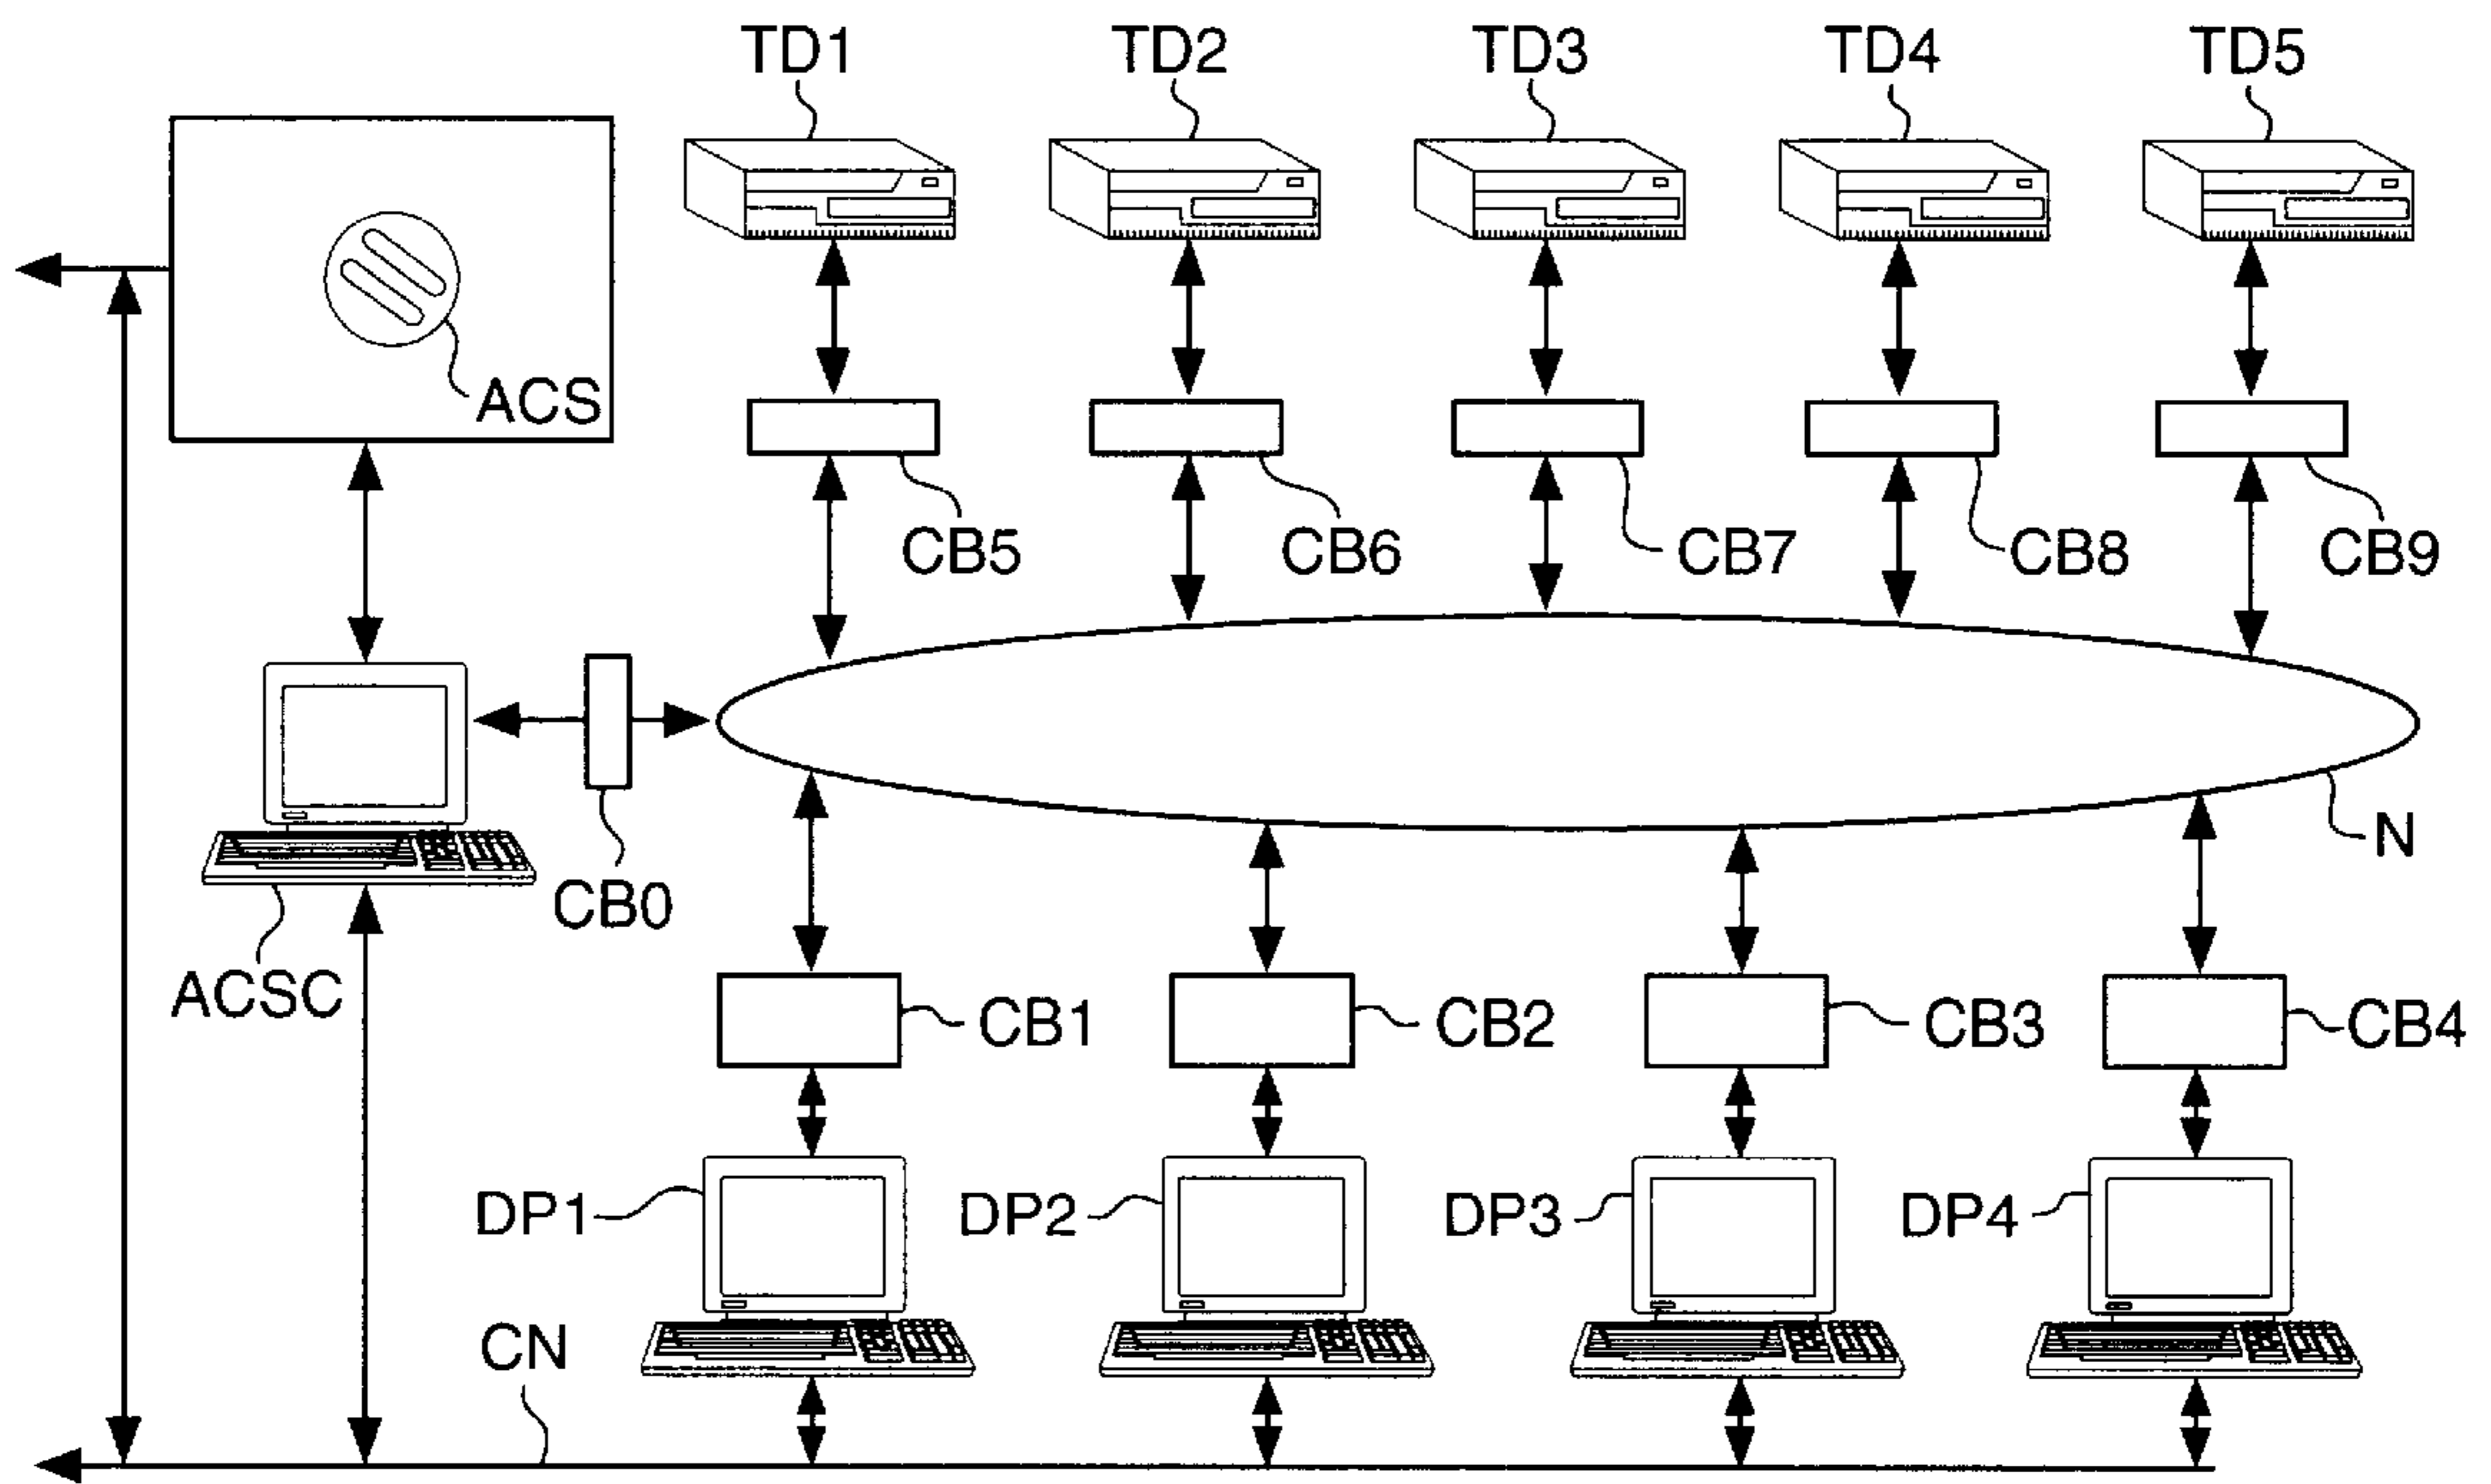 TD1 TD2 TD3 TD4 TD5
ACS
CB5 CB6 CB7 CB8 CB9
N
CB0
ACSC
CB1 CB2 CB3 CB4
DP1 DP2 DP3 DP4
CN